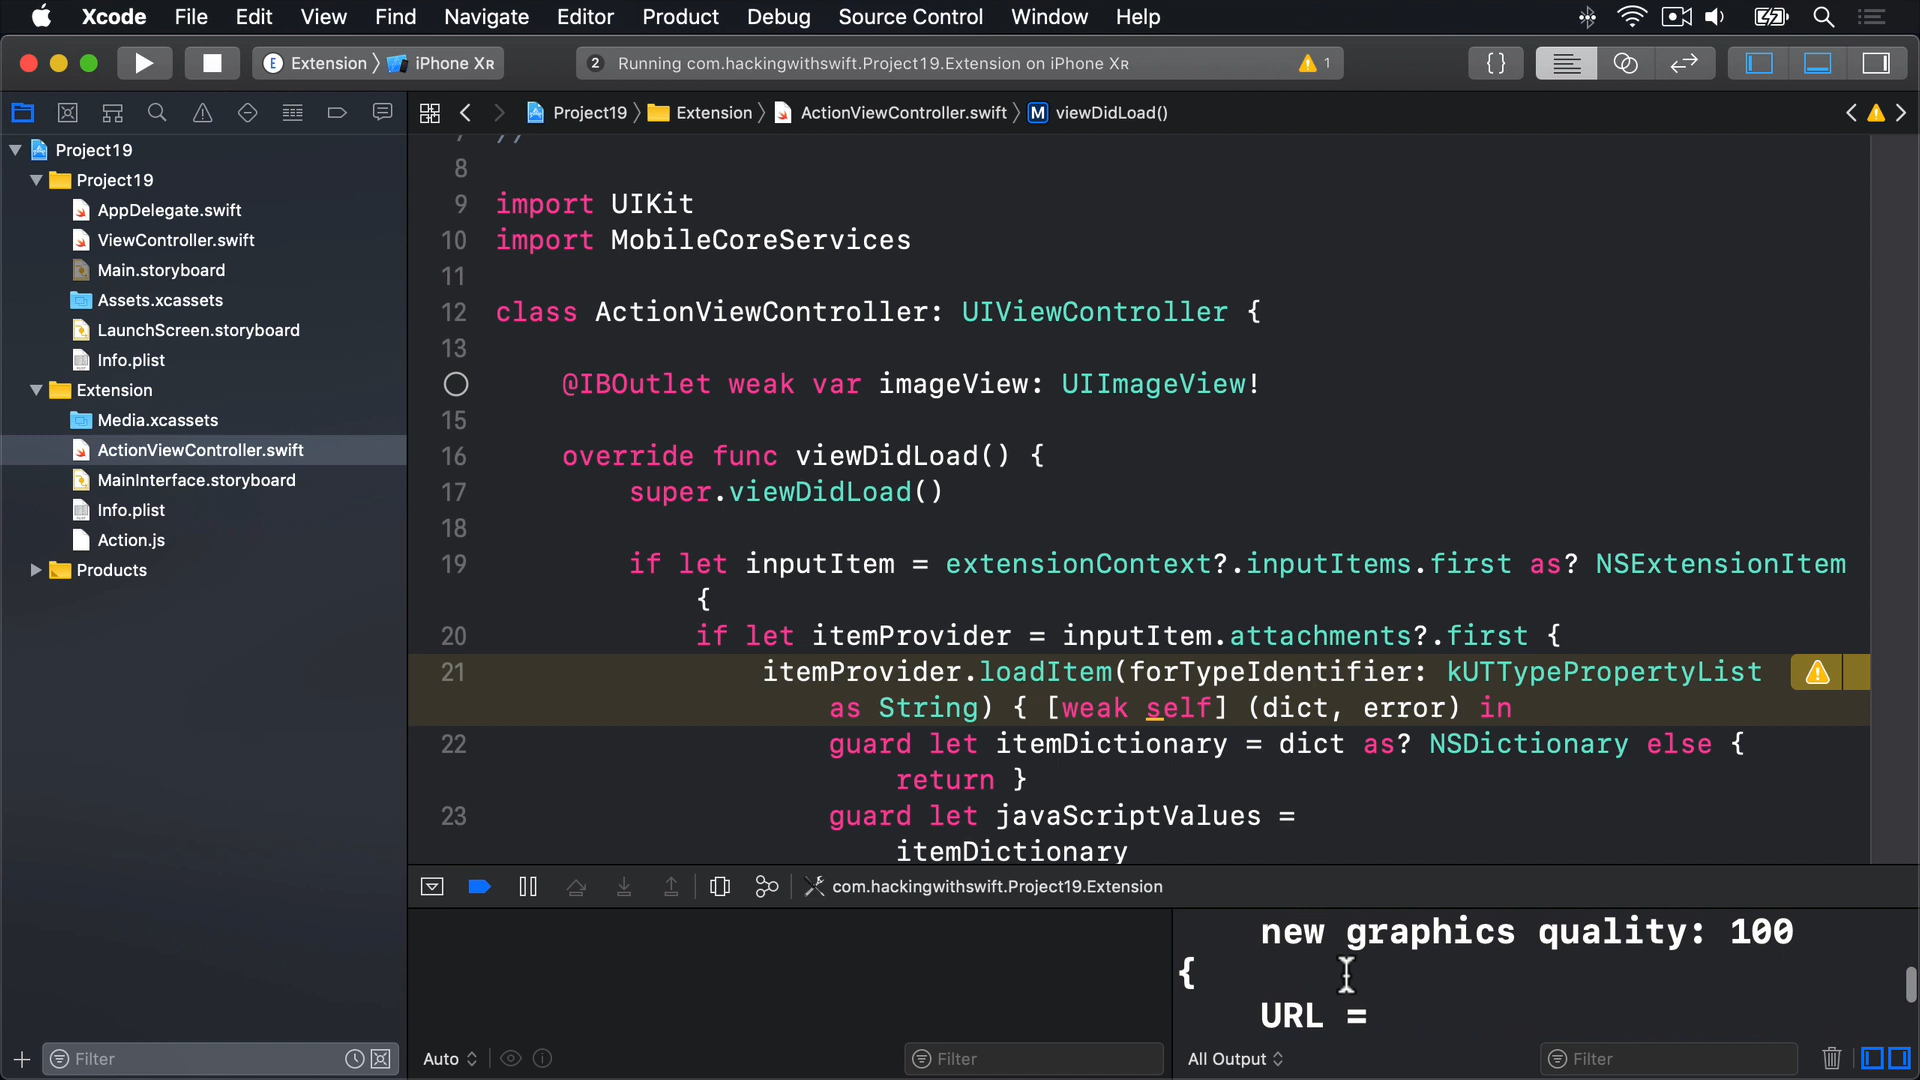 Xcode File Edit View Find Navigate Editor Product Debug Source Control Window Help
E Extension iPhone XR
2 Running com.hackingwithswift.Project19.Extension on iPhone XR 1
{}
Project19 Extension ActionViewController.swift M viewDidLoad()
Project19
Project19
AppDelegate.swift
ViewController.swift
Main.storyboard
Assets.xcassets
LaunchScreen.storyboard
Info.plist
Extension
Media.xcassets
ActionViewController.swift
MainInterface.storyboard
Info.plist
Action.js
Products
Filter
7 //
8
9 import UIKit
10 import MobileCoreServices
11
12 class ActionViewController: UIViewController {
13
@IBOutlet weak var imageView: UIImageView!
15
16 override func viewDidLoad() {
17 super.viewDidLoad()
18
19 if let inputItem = extensionContext?.inputItems.first as? NSExtensionItem
{
20 if let itemProvider = inputItem.attachments?.first {
21 itemProvider.loadItem(forTypeIdentifier: kUTTypePropertyList
as String) { [weak self] (dict, error) in
22 guard let itemDictionary = dict as? NSDictionary else {
return }
23 guard let javaScriptValues =
itemDictionary
com.hackingwithswift.Project19.Extension
new graphics quality: 100
{
URL =
Auto Filter
All Output Filter